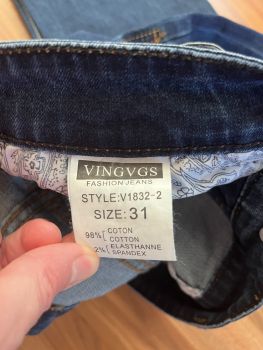 VINGVGS
FASHION JEANS
STYLE:V1832-2
SIZE:31
98% [ COTON
COTTON
2% [ ELASTHANNE
SPANDEX